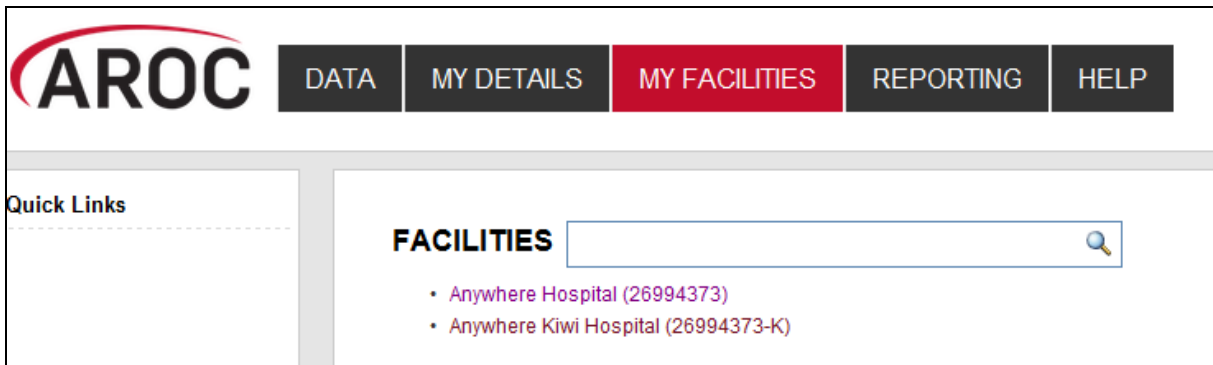 AROC DATA MY DETAILS MY FACILITIES REPORTING HELP
Quick Links
FACILITIES
• Anywhere Hospital (26994373)
• Anywhere Kiwi Hospital (26994373-K)